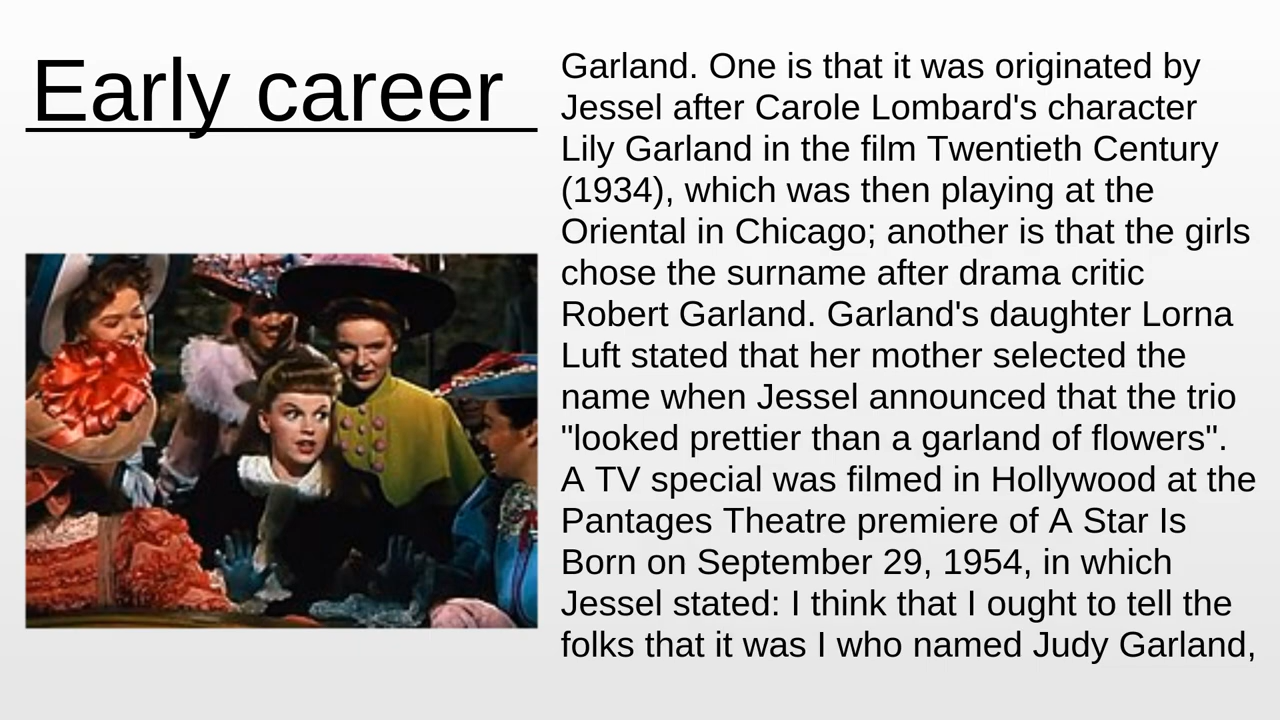 Early career
Garland. One is that it was originated by
Jessel after Carole Lombard's character
Lily Garland in the film Twentieth Century
(1934), which was then playing at the
Oriental in Chicago; another is that the girls
chose the surname after drama critic
Robert Garland. Garland's daughter Lorna
Luft stated that her mother selected the
name when Jessel announced that the trio
"looked prettier than a garland of flowers".
A TV special was filmed in Hollywood at the
Pantages Theatre premiere of A Star Is
Born on September 29, 1954, in which
Jessel stated: I think that I ought to tell the
folks that it was I who named Judy Garland,